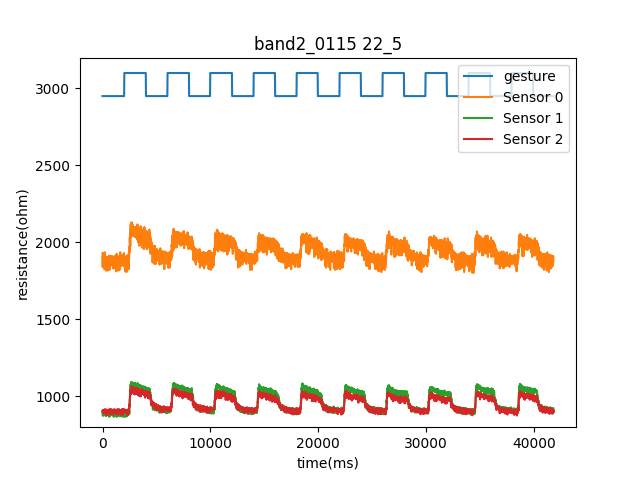 band2_0115 22_5
gesture
Sensor 0
Sensor 1
Sensor 2
3000
2500
2000
1500
1000
resistance(ohm)
0
10000
20000
30000
40000
time(ms)